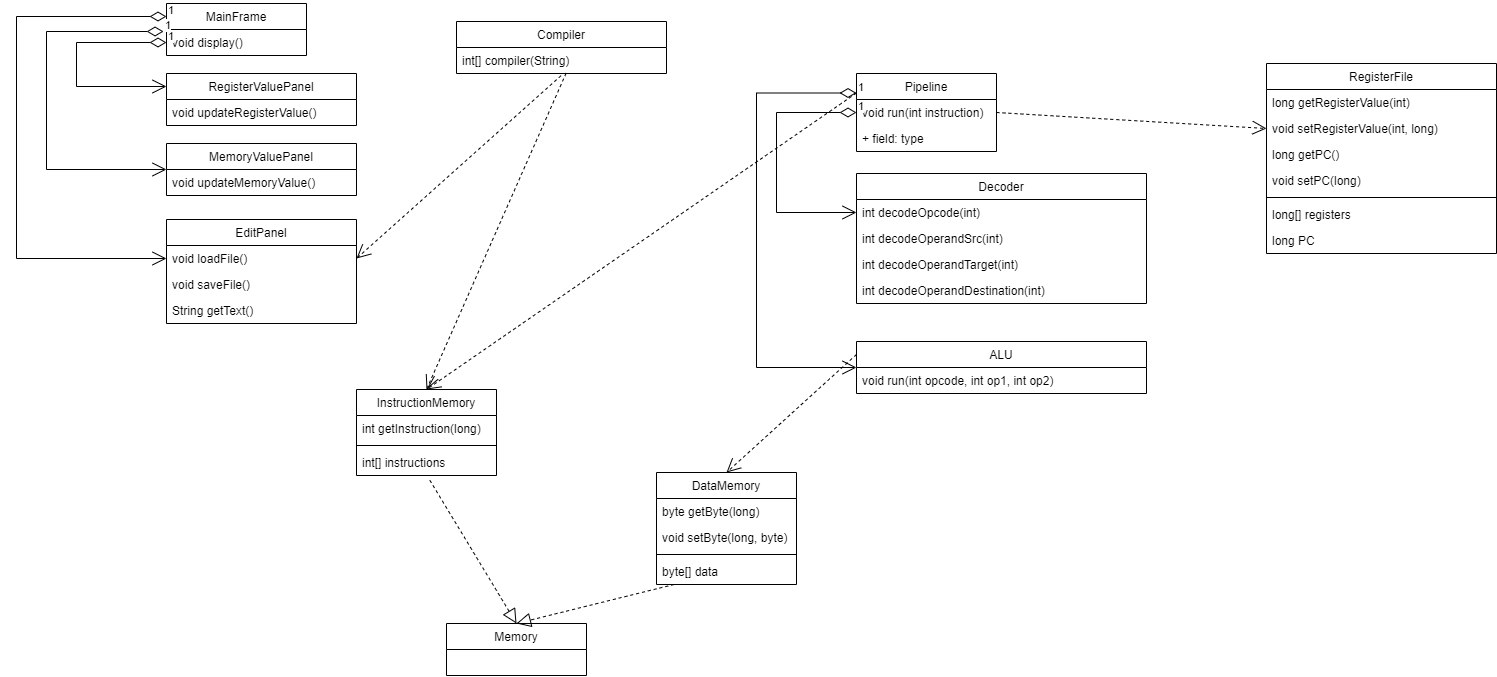 1
MainFrame
1
1
void display()
RegisterValuePanel
void updateRegisterValue()
MemoryValuePanel
void updateMemoryValue()
EditPanel
void loadFile()
void saveFile()
String getText()
Compiler
int[] compiler(String)
Pipeline
1
1
void run(int instruction)
+ field: type
Decoder
int decodeOpcode(int)
int decodeOperandSrc(int)
int decodeOperandTarget(int)
int decodeOperandDestination(int)
ALU
void run(int opcode, int op1, int op2)
RegisterFile
long getRegisterValue(int)
void setRegisterValue(int, long)
long getPC()
void setPC(long)
long[] registers
long PC
InstructionMemory
int getInstruction(long)
int[] instructions
DataMemory
byte getByte(long)
void setByte(long, byte)
byte[] data
Memory